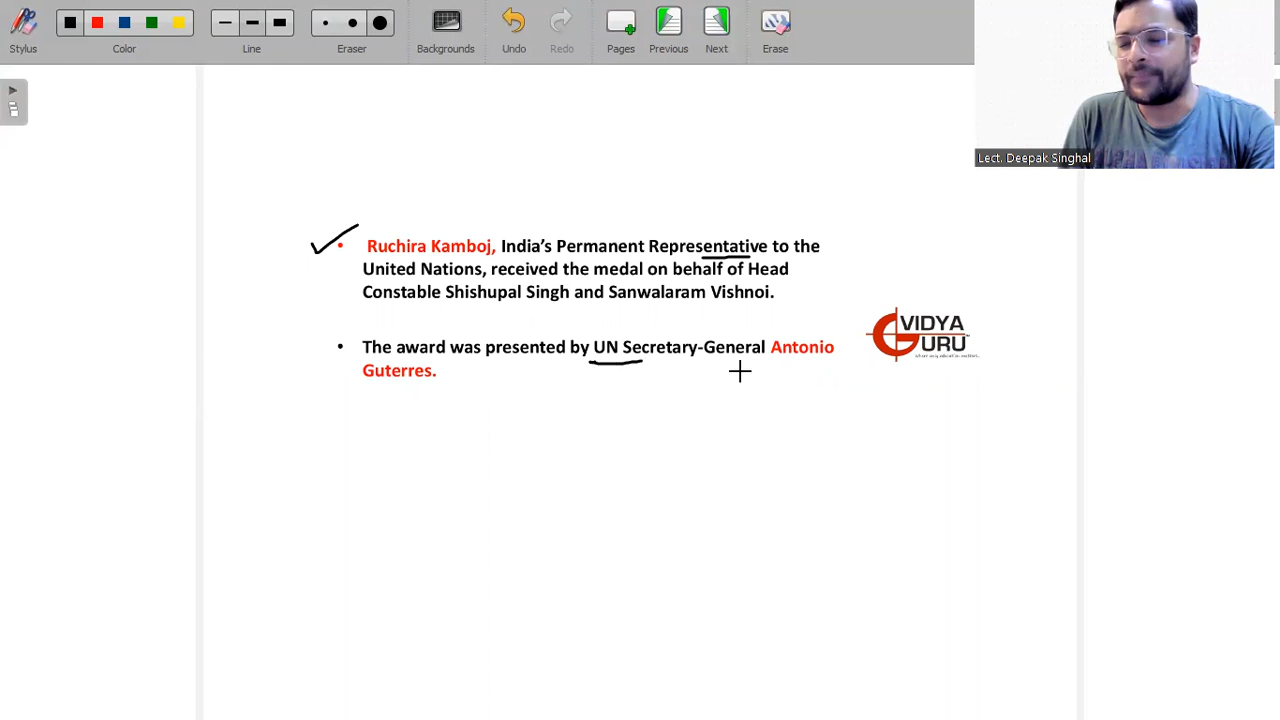 Stylus
Color
Line
Eraser
Backgrounds
Undo
Redo
Pages
Previous
Next
Erase
Lect. Deepak Singhal
• Ruchira Kamboj, India’s Permanent Representative to the
United Nations, received the medal on behalf of Head
Constable Shishupal Singh and Sanwalaram Vishnoi.
• The award was presented by UN Secretary-General Antonio
Guterres.
VIDYA
GURU